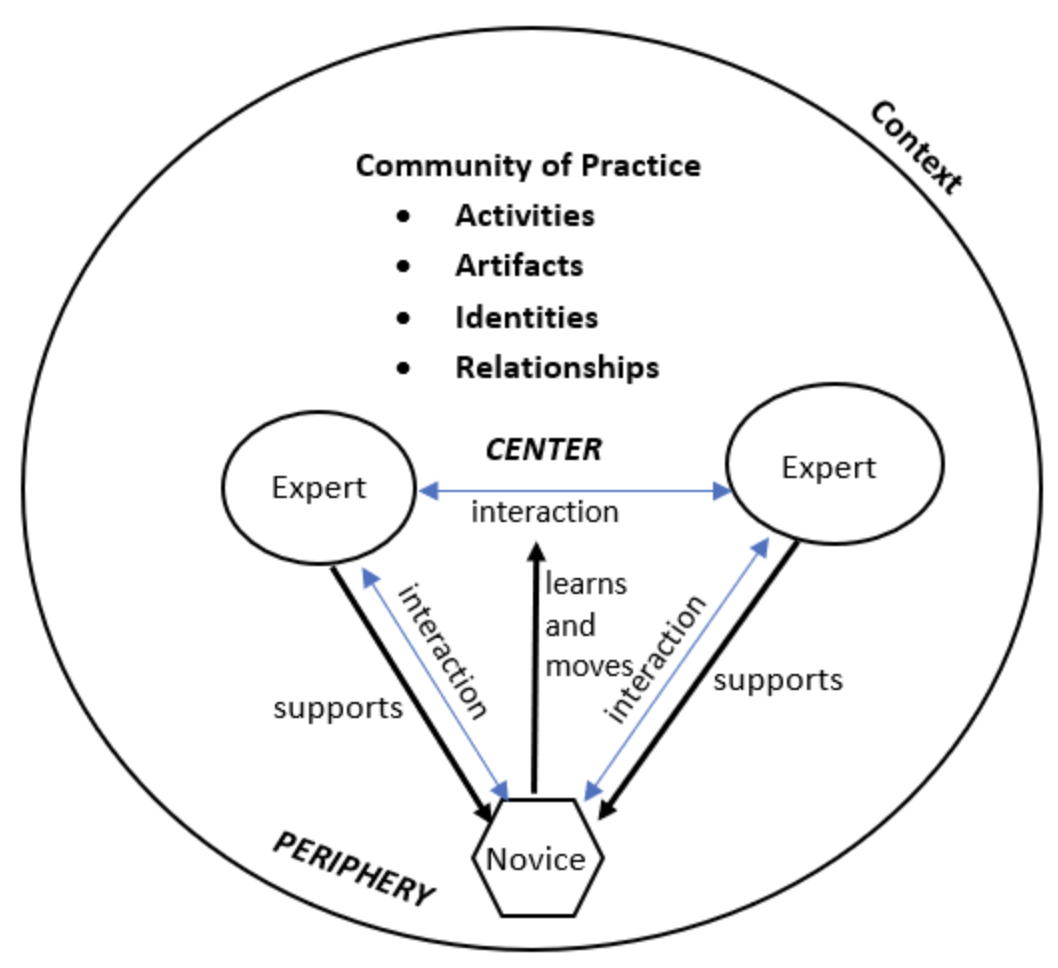 Context
Community of Practice
• Activities
• Artifacts
• Identities
• Relationships
CENTER
Expert
Expert
interaction
learns
and
moves
interaction
interaction
supports
supports
PERIPHERY
Novice